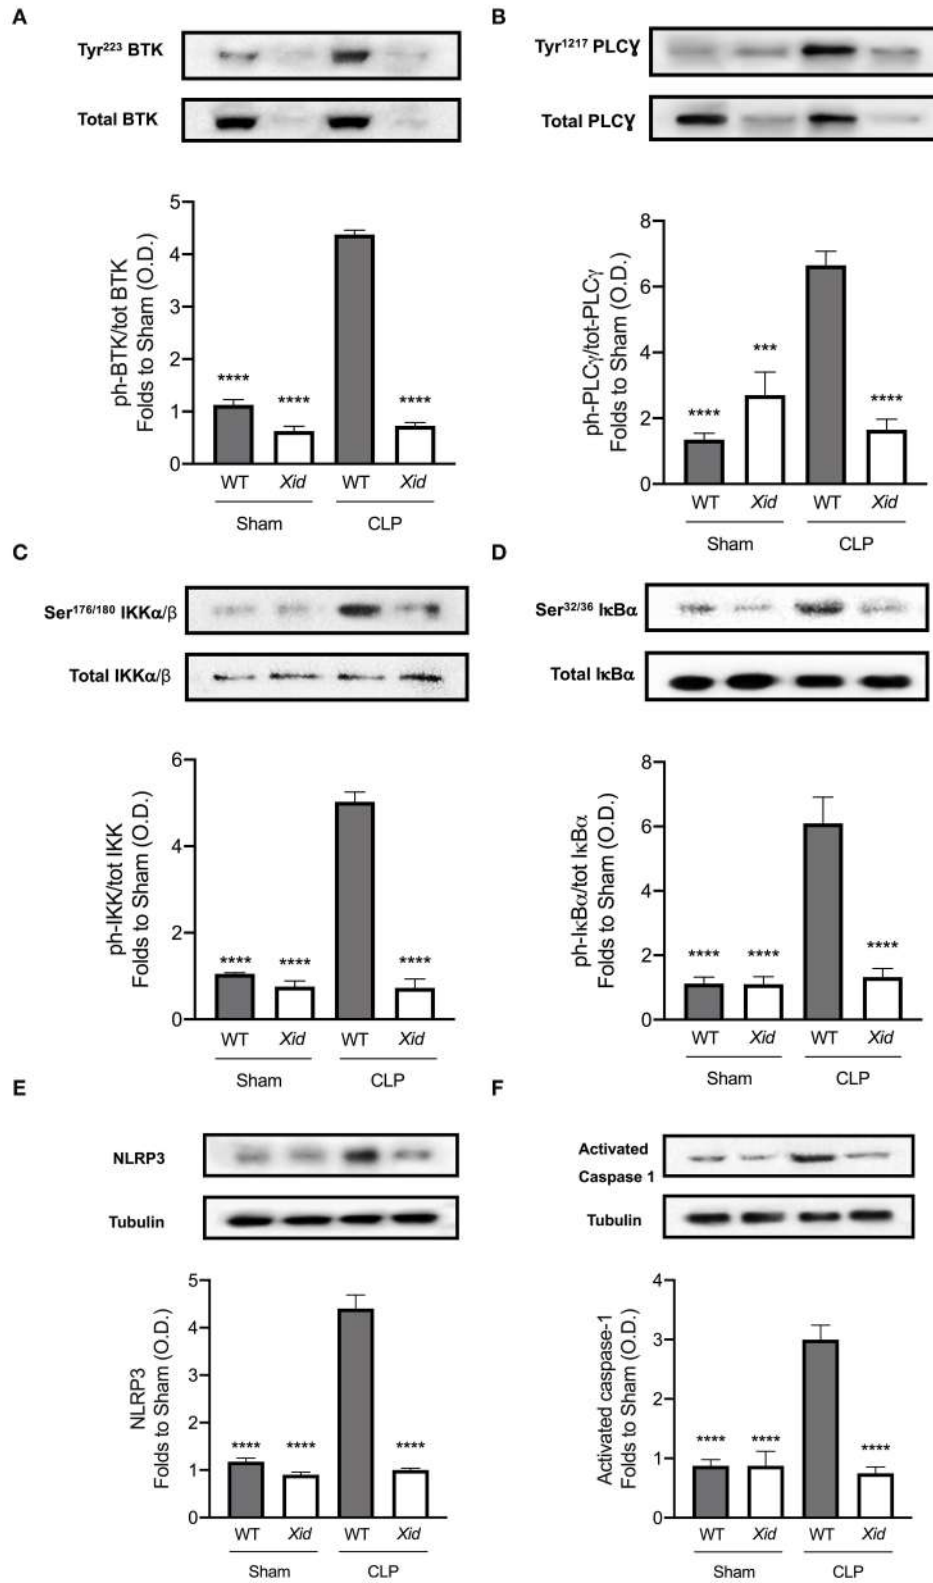 A
Tyr²²³ BTK
Total BTK
ph-BTK/tot BTK
Folds to Sham (O.D.)
5
4
3
2
1
0
****
****
****
WT Xid WT Xid
Sham CLP
B
Tyr¹²¹⁷ PLCɣ
Total PLCɣ
ph-PLCγ/tot-PLCγ
Folds to Sham (O.D.)
8
6
4
2
0
****
***
****
WT Xid WT Xid
Sham CLP
C
Ser¹⁷⁶/¹⁸⁰ IKKα/β
Total IKKα/β
ph-IKK/tot IKK
Folds to Sham (O.D.)
6
4
2
0
****
****
****
WT Xid WT Xid
Sham CLP
D
Ser³²/³⁶ IκBα
Total IκBα
ph-IκBα/tot IκBα
Folds to Sham (O.D.)
8
6
4
2
0
****
****
****
WT Xid WT Xid
Sham CLP
E
NLRP3
Tubulin
NLRP3
Folds to Sham (O.D.)
5
4
3
2
1
0
****
****
****
WT Xid WT Xid
Sham CLP
F
Activated
Caspase 1
Tubulin
Activated caspase-1
Folds to Sham (O.D.)
4
3
2
1
0
****
****
****
WT Xid WT Xid
Sham CLP